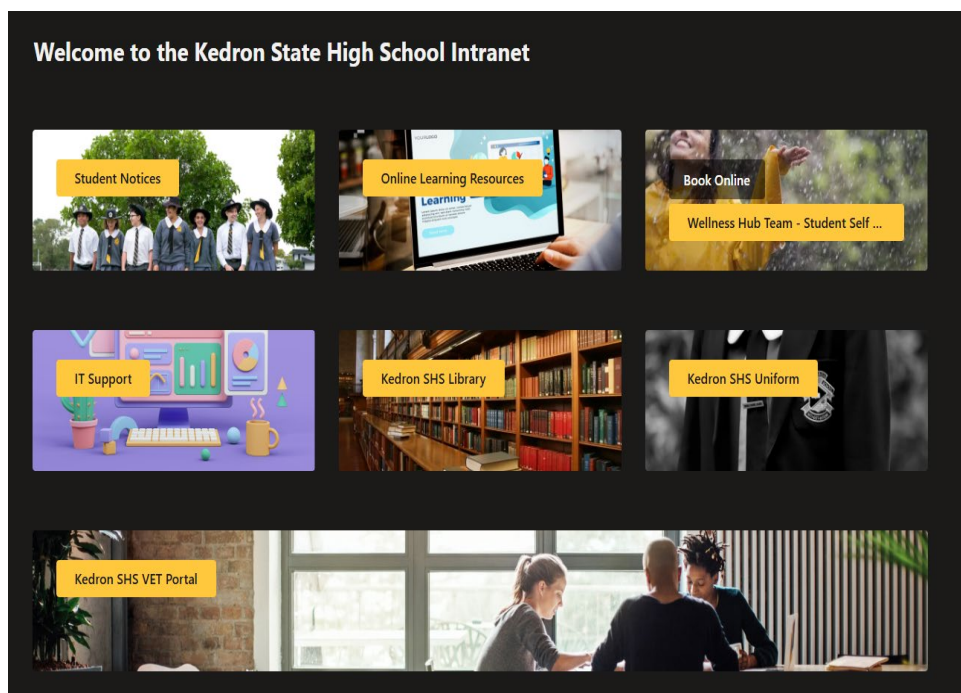 Welcome to the Kedron State High School Intranet
Student Notices
Online Learning Resources
Learning
Book Online
Wellness Hub Team - Student Self ...
IT Support
Kedron SHS Library
Kedron SHS Uniform
Kedron SHS VET Portal